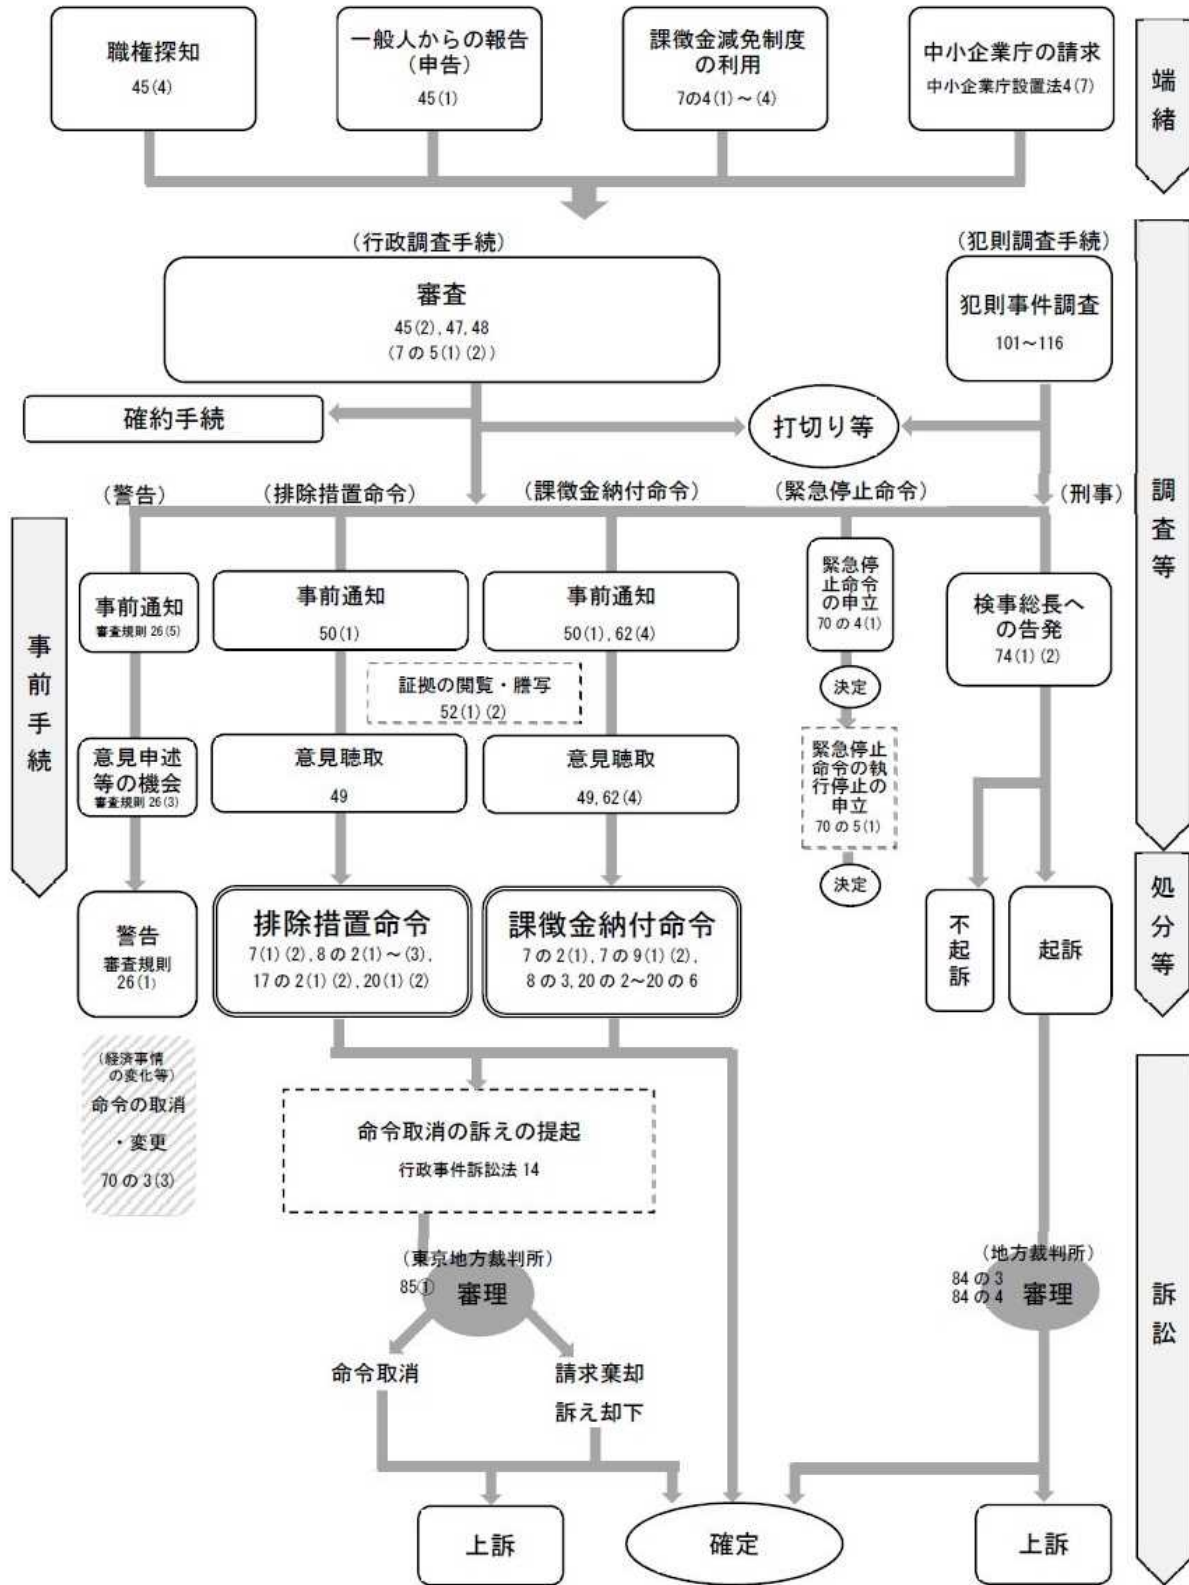 職権探知
45(4)
一般人からの報告
(申告)
45(1)
課徴金減免制度
の利用
7の4(1)～(4)
中小企業庁の請求
中小企業庁設置法4(7)
端緒
(行政調査手続)
審査
45(2), 47, 48
(7の5(1)(2))
(犯則調査手続)
犯則事件調査
101～116
確約手続
打切り等
調査等
(警告)
(排除措置命令)
(課徴金納付命令)
(緊急停止命令)
(刑事)
事前手続
事前通知
審査規則 26(5)
事前通知
50(1)
事前通知
50(1), 62(4)
緊急停
止命令
の申立
70の4(1)
検事総長へ
の告発
74(1)(2)
証拠の閲覧・謄写
52(1)(2)
決定
意見申述
等の機会
審査規則 26(3)
意見聴取
49
意見聴取
49, 62(4)
緊急停止
命令の執
行停止の
申立
70の5(1)
決定
処分等
警告
審査規則
26(1)
排除措置命令
7(1)(2), 8の2(1)～(3),
17の2(1)(2), 20(1)(2)
課徴金納付命令
7の2(1), 7の9(1)(2),
8の3, 20の2～20の6
不起訴
起訴
(経済事情
の変化等)
命令の取消
・変更
70の3(3)
命令取消の訴えの提起
行政事件訴訟法 14
訴訟
(東京地方裁判所)
85①
審理
(地方裁判所)
84の3
84の4
審理
命令取消
請求棄却
訴え却下
上訴
確定
上訴